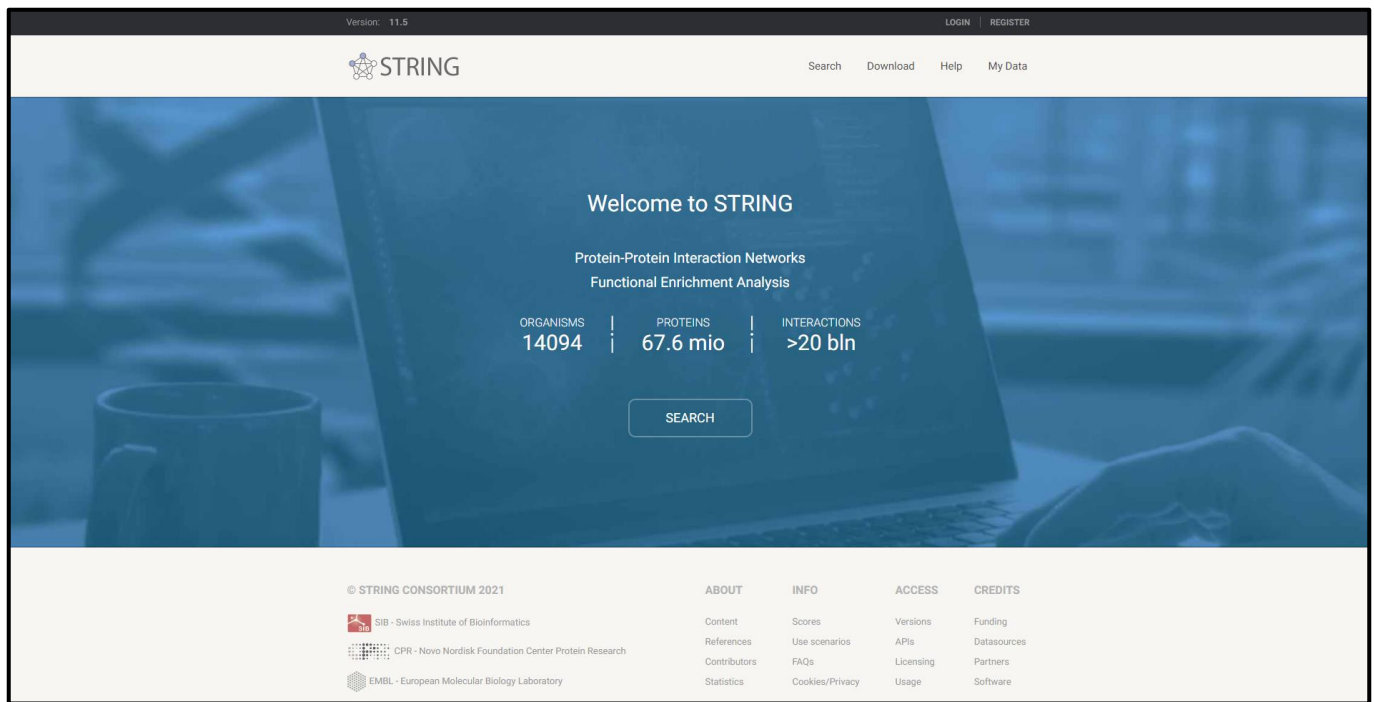 Version: 11.5 LOGIN | REGISTER
STRING Search Download Help My Data
Welcome to STRING
Protein-Protein Interaction Networks
Functional Enrichment Analysis
ORGANISMS PROTEINS INTERACTIONS
14094 67.6 mio >20 bln
SEARCH
© STRING CONSORTIUM 2021 ABOUT INFO ACCESS CREDITS
SIB SIB - Swiss Institute of Bioinformatics Content Scores Versions Funding
References Use scenarios APIs Datasources
CPR - Novo Nordisk Foundation Center Protein Research
Contributors FAQs Licensing Partners
EMBL - European Molecular Biology Laboratory Statistics Cookies/Privacy Usage Software